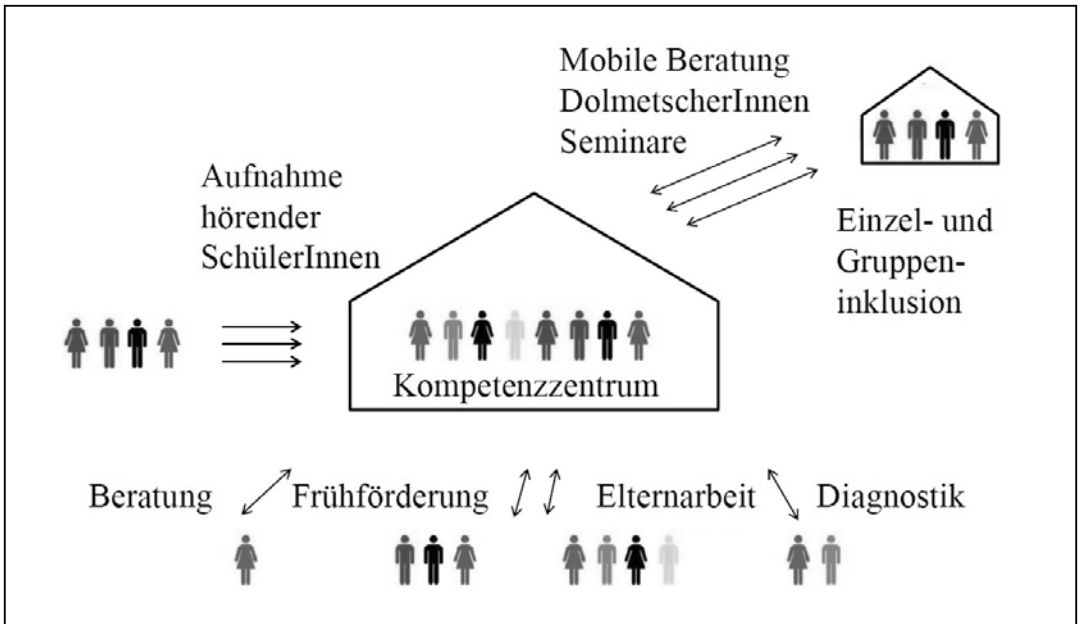 Mobile Beratung
DolmetscherInnen
Seminare
Aufnahme
hörender
SchülerInnen
Einzel- und
Gruppen-
inklusion
Kompetenzzentrum
Beratung Frühförderung Elternarbeit Diagnostik